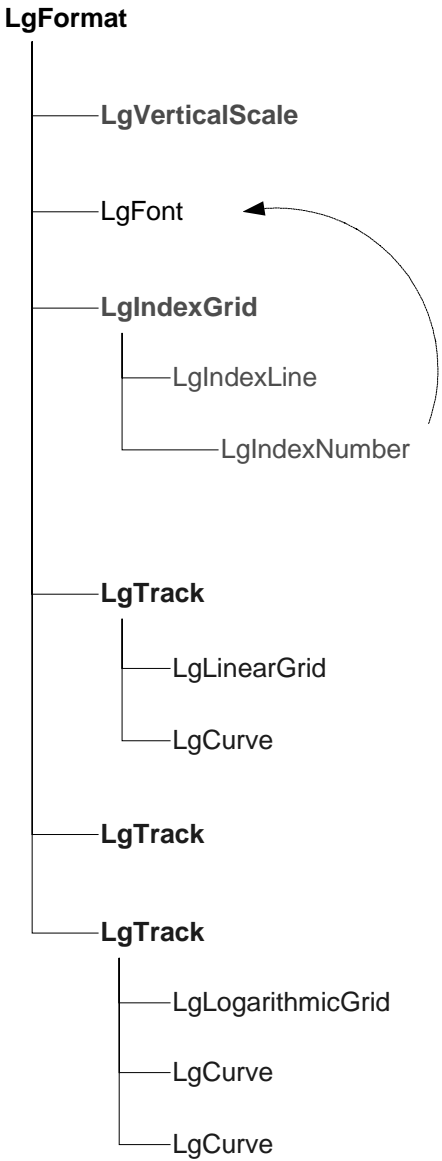 LgFormat
LgVerticalScale
LgFont
LgIndexGrid
LgIndexLine
LgIndexNumber
LgTrack
LgLinearGrid
LgCurve
LgTrack
LgTrack
LgLogarithmicGrid
LgCurve
LgCurve